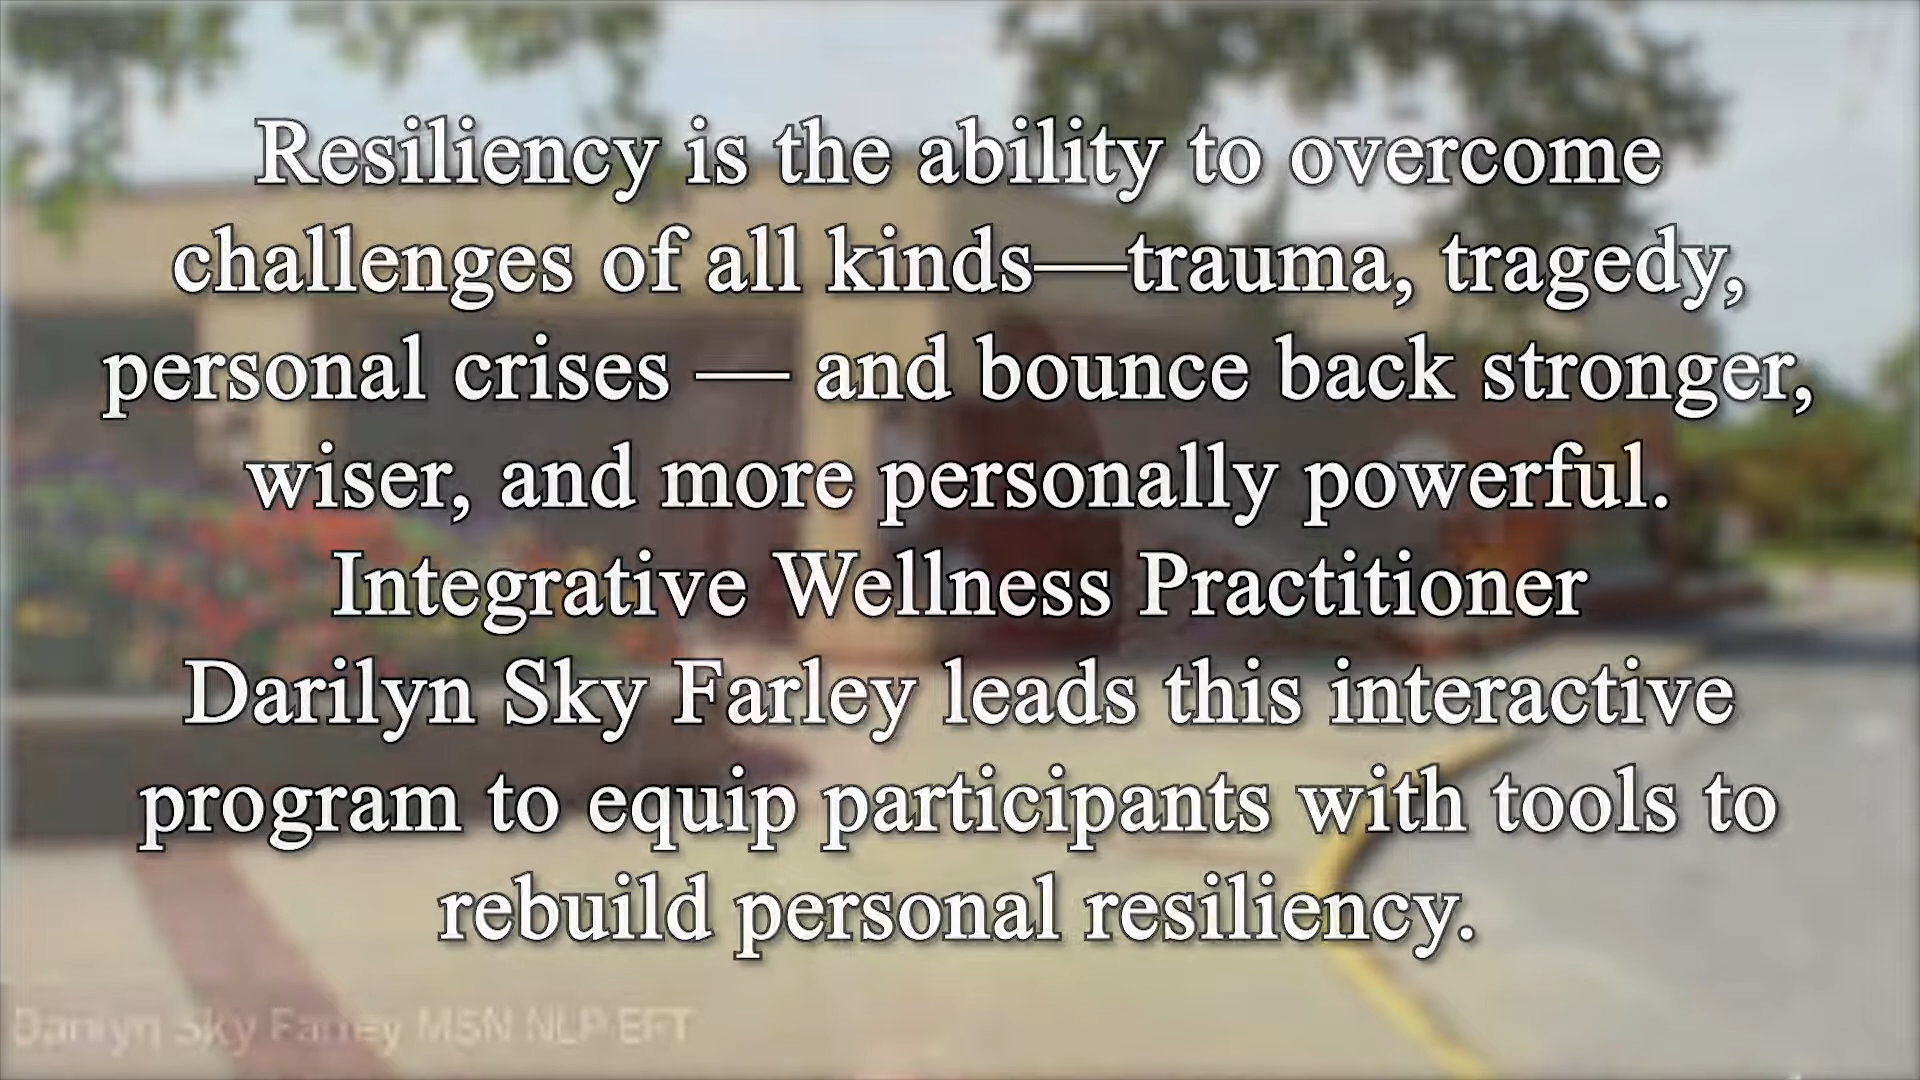 Resiliency is the ability to overcome
challenges of all kinds—trauma, tragedy,
personal crises — and bounce back stronger,
wiser, and more personally powerful.
Integrative Wellness Practitioner
Darilyn Sky Farley leads this interactive
program to equip participants with tools to
rebuild personal resiliency.
Darilyn Sky Farley MSN NLP EFT